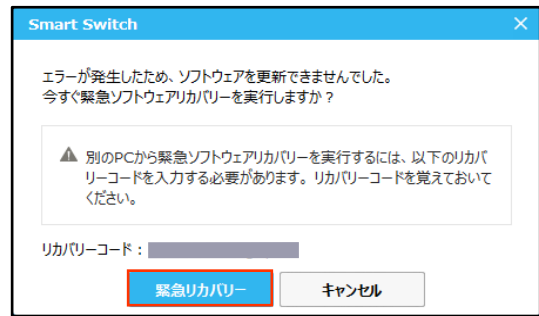 Smart Switch
エラーが発生したため、ソフトウェアを更新できませんでした。
今すぐ緊急ソフトウェアリカバリーを実行しますか？
別のPCから緊急ソフトウェアリカバリーを実行するには、以下のリカバ
リーコードを入力する必要があります。リカバリーコードを覚えておいて
ください。
リカバリーコード：
緊急リカバリー
キャンセル